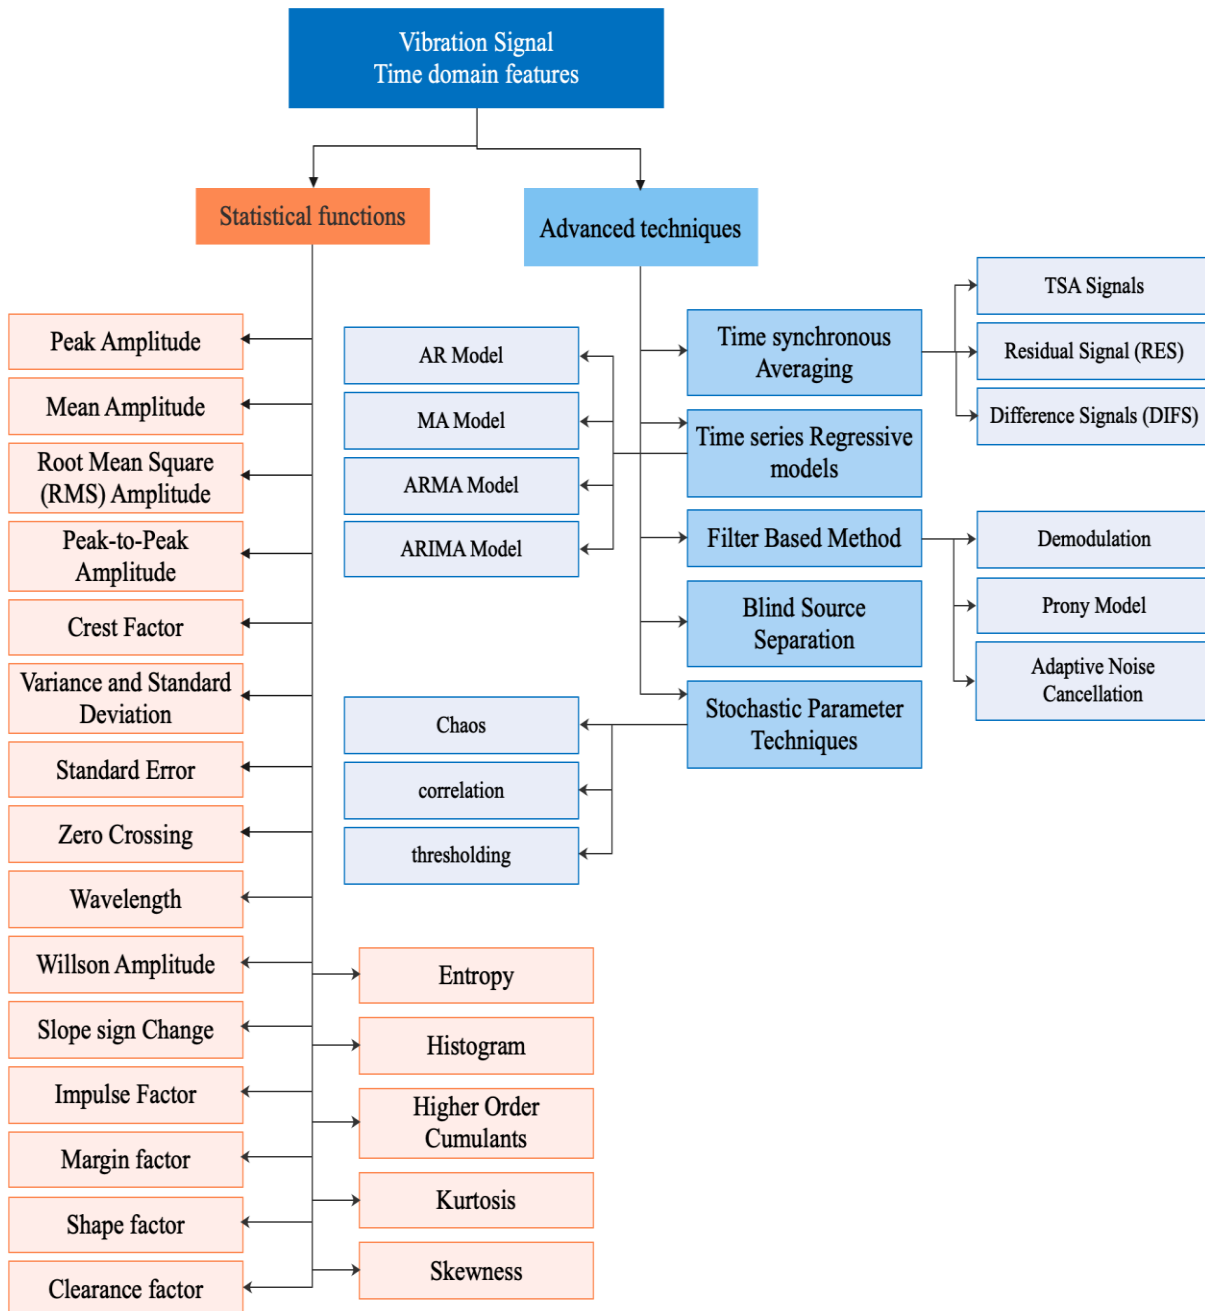 Vibration Signal
Time domain features
Statistical functions
Advanced techniques
Peak Amplitude
Mean Amplitude
Root Mean Square
(RMS) Amplitude
Peak-to-Peak
Amplitude
Crest Factor
Variance and Standard
Deviation
Standard Error
Zero Crossing
Wavelength
Willson Amplitude
Slope sign Change
Impulse Factor
Margin factor
Shape factor
Clearance factor
Entropy
Histogram
Higher Order
Cumulants
Kurtosis
Skewness
Time synchronous
Averaging
TSA Signals
Residual Signal (RES)
Difference Signals (DIFS)
Time series Regressive
models
AR Model
MA Model
ARMA Model
ARIMA Model
Filter Based Method
Demodulation
Prony Model
Adaptive Noise
Cancellation
Blind Source
Separation
Stochastic Parameter
Techniques
Chaos
correlation
thresholding